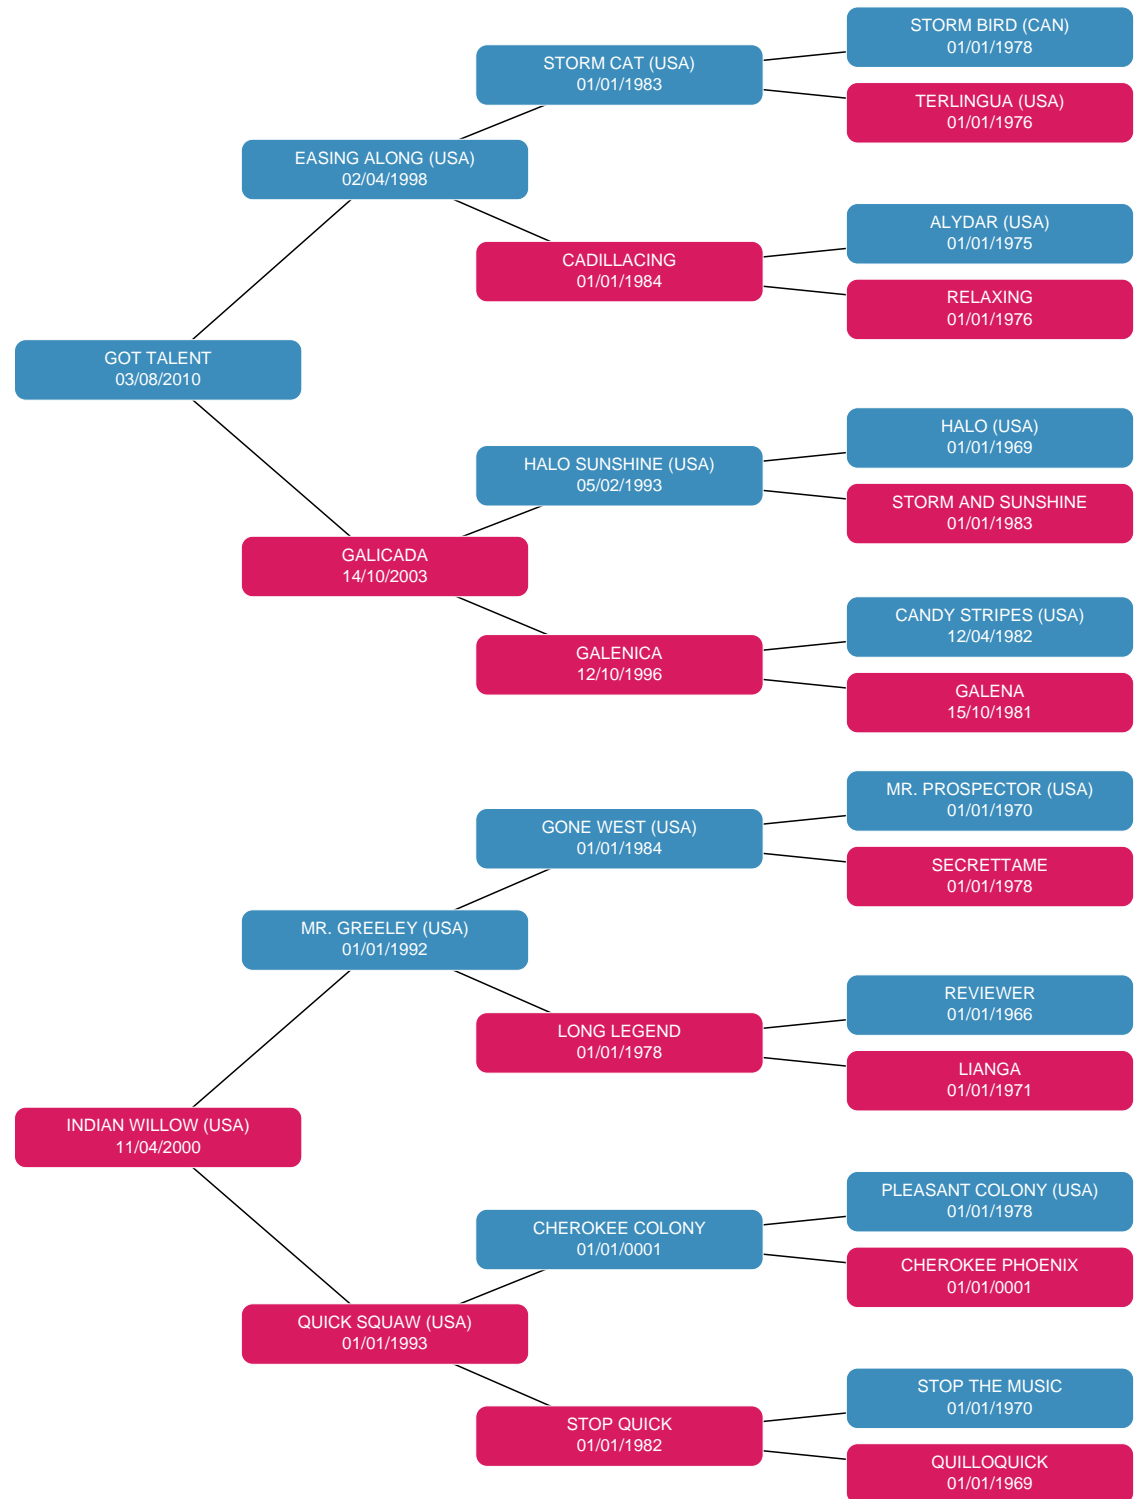 STORM BIRD (CAN)
01/01/1978
STORM CAT (USA)
01/01/1983
TERLINGUA (USA)
01/01/1976
EASING ALONG (USA)
02/04/1998
ALYDAR (USA)
01/01/1975
CADILLACING
01/01/1984
RELAXING
01/01/1976
GOT TALENT
03/08/2010
HALO (USA)
01/01/1969
HALO SUNSHINE (USA)
05/02/1993
STORM AND SUNSHINE
01/01/1983
GALICADA
14/10/2003
CANDY STRIPES (USA)
12/04/1982
GALENICA
12/10/1996
GALENA
15/10/1981
MR. PROSPECTOR (USA)
01/01/1970
GONE WEST (USA)
01/01/1984
SECRETTAME
01/01/1978
MR. GREELEY (USA)
01/01/1992
REVIEWER
01/01/1966
LONG LEGEND
01/01/1978
LIANGA
01/01/1971
INDIAN WILLOW (USA)
11/04/2000
PLEASANT COLONY (USA)
01/01/1978
CHEROKEE COLONY
01/01/0001
CHEROKEE PHOENIX
01/01/0001
QUICK SQUAW (USA)
01/01/1993
STOP THE MUSIC
01/01/1970
STOP QUICK
01/01/1982
QUILLOQUICK
01/01/1969